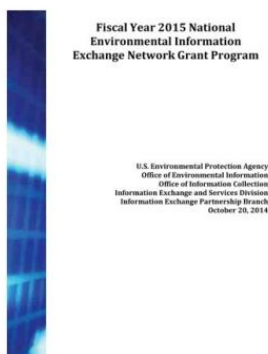 Fiscal Year 2015 National
Environmental Information
Exchange Network Grant Program
U.S. Environmental Protection Agency
Office of Environmental Information
Office of Information Collection
Information Exchange and Services Division
Information Exchange Partnership Branch
October 20, 2014